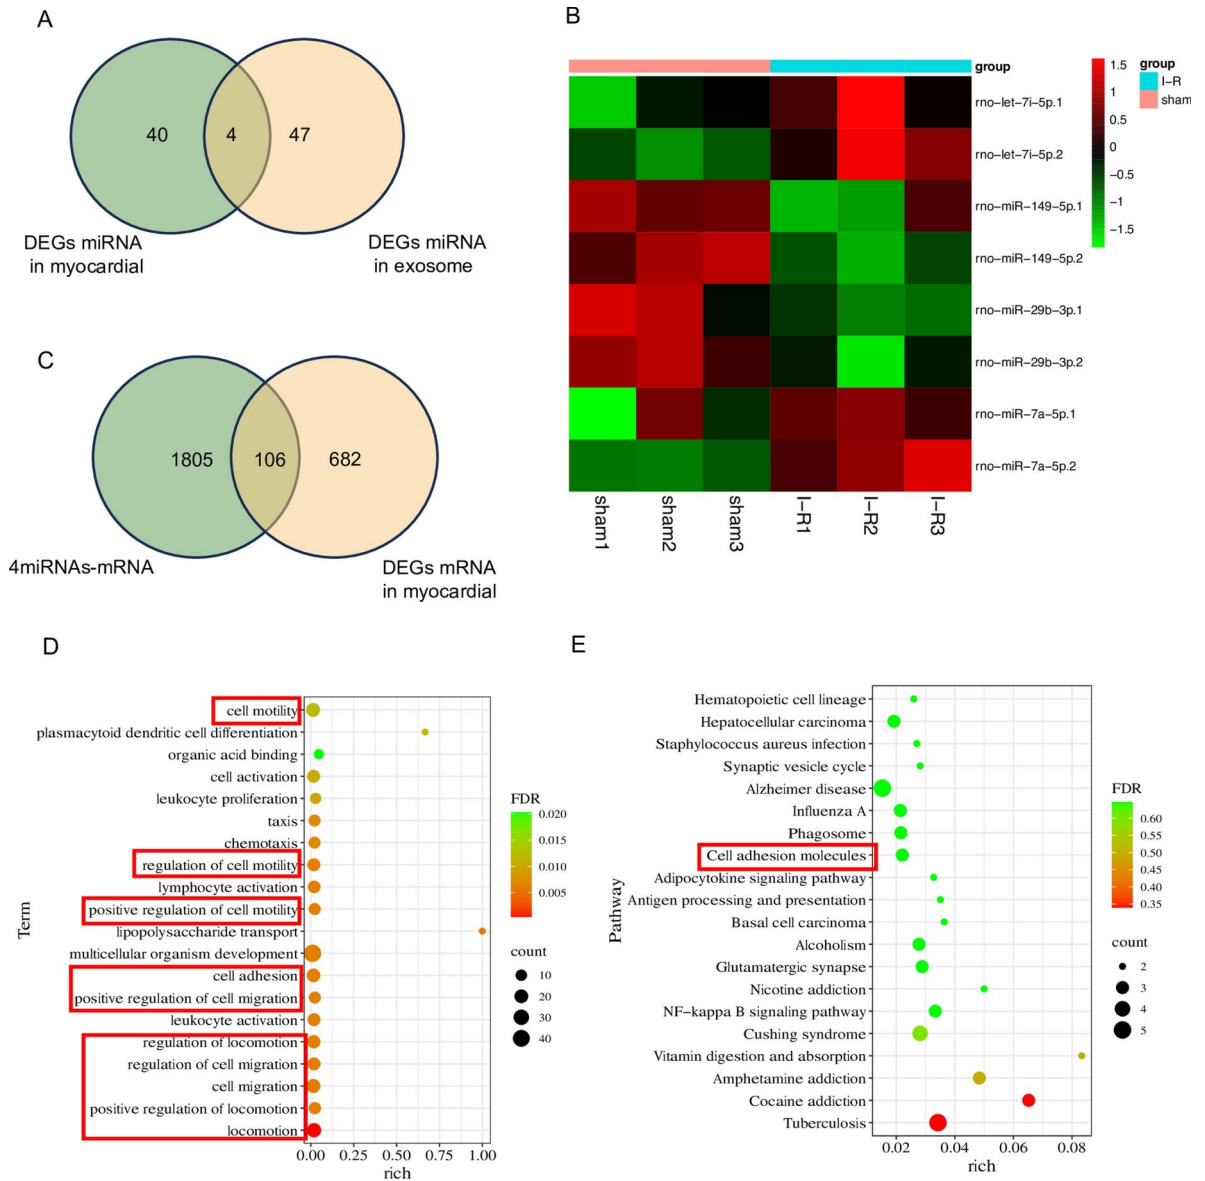 A
40
4
47
DEGs miRNA
in myocardial
DEGs miRNA
in exosome
B
group
rno-let-7i-5p.1
rno-let-7i-5p.2
rno-miR-149-5p.1
rno-miR-149-5p.2
rno-miR-29b-3p.1
rno-miR-29b-3p.2
rno-miR-7a-5p.1
rno-miR-7a-5p.2
sham1
sham2
sham3
I-R1
I-R2
I-R3
1.5
1
0.5
0
-0.5
-1
-1.5
group
I-R
sham
C
1805
106
682
4miRNAs-mRNA
DEGs mRNA
in myocardial
D
Term
cell motility
plasmacytoid dendritic cell differentiation
organic acid binding
cell activation
leukocyte proliferation
taxis
chemotaxis
regulation of cell motility
lymphocyte activation
positive regulation of cell motility
lipopolysaccharide transport
multicellular organism development
cell adhesion
positive regulation of cell migration
leukocyte activation
regulation of locomotion
regulation of cell migration
cell migration
positive regulation of locomotion
locomotion
0.00 0.25 0.50 0.75 1.00
rich
FDR
0.020
0.015
0.010
0.005
count
10
20
30
40
E
Pathway
Hematopoietic cell lineage
Hepatocellular carcinoma
Staphylococcus aureus infection
Synaptic vesicle cycle
Alzheimer disease
Influenza A
Phagosome
Cell adhesion molecules
Adipocytokine signaling pathway
Antigen processing and presentation
Basal cell carcinoma
Alcoholism
Glutamatergic synapse
Nicotine addiction
NF-kappa B signaling pathway
Cushing syndrome
Vitamin digestion and absorption
Amphetamine addiction
Cocaine addiction
Tuberculosis
0.02 0.04 0.06 0.08
rich
FDR
0.60
0.55
0.50
0.45
0.40
0.35
count
2
3
4
5